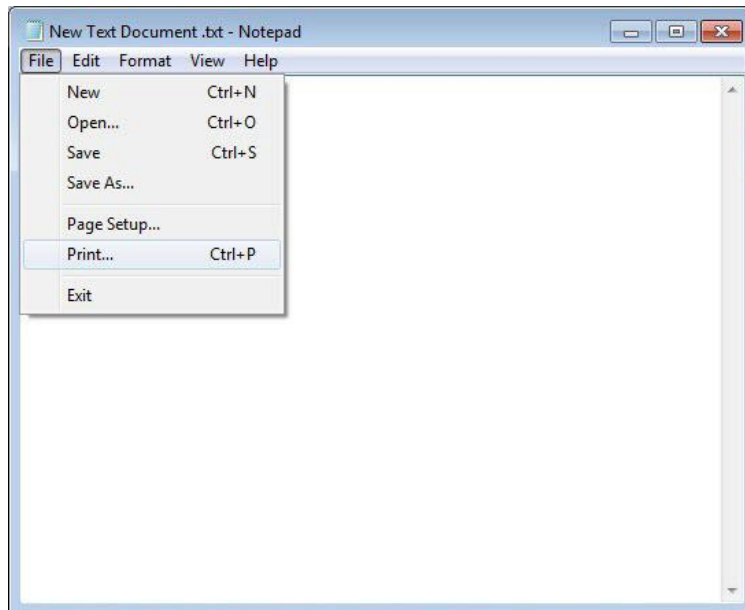 New Text Document .txt - Notepad
File Edit Format View Help
New Ctrl+N
Open... Ctrl+O
Save Ctrl+S
Save As...
Page Setup...
Print... Ctrl+P
Exit